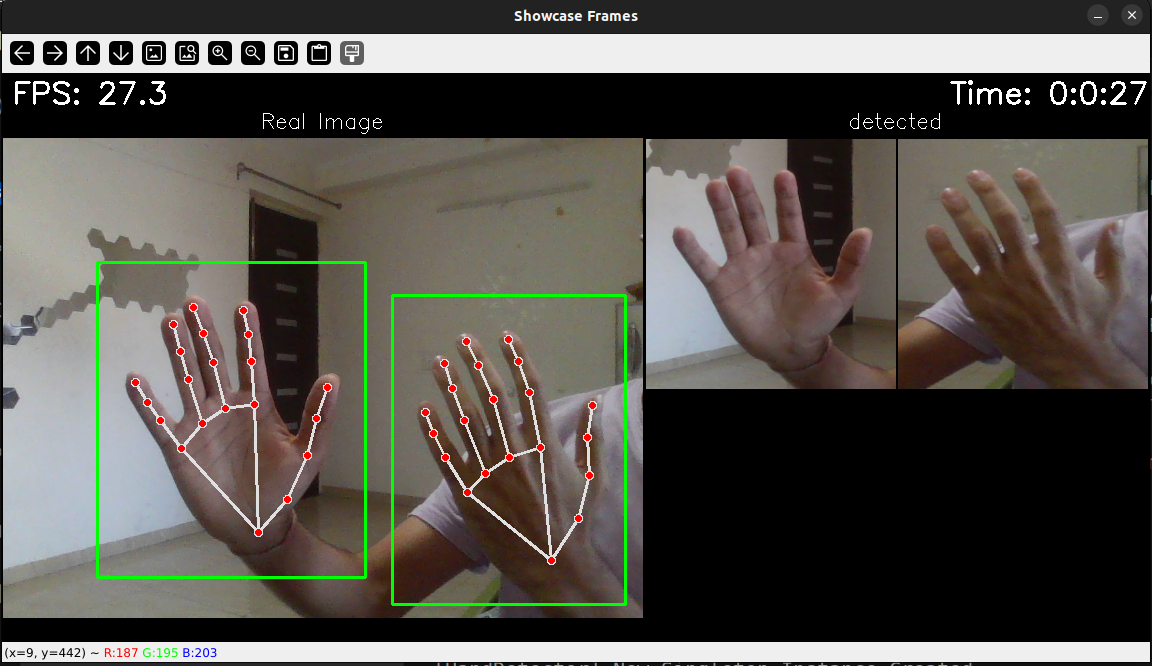 Showcase Frames
FPS: 27.3
Time: 0:0:27
Real Image
detected
(x=9, y=442) ~ R:187 G:195 B:203